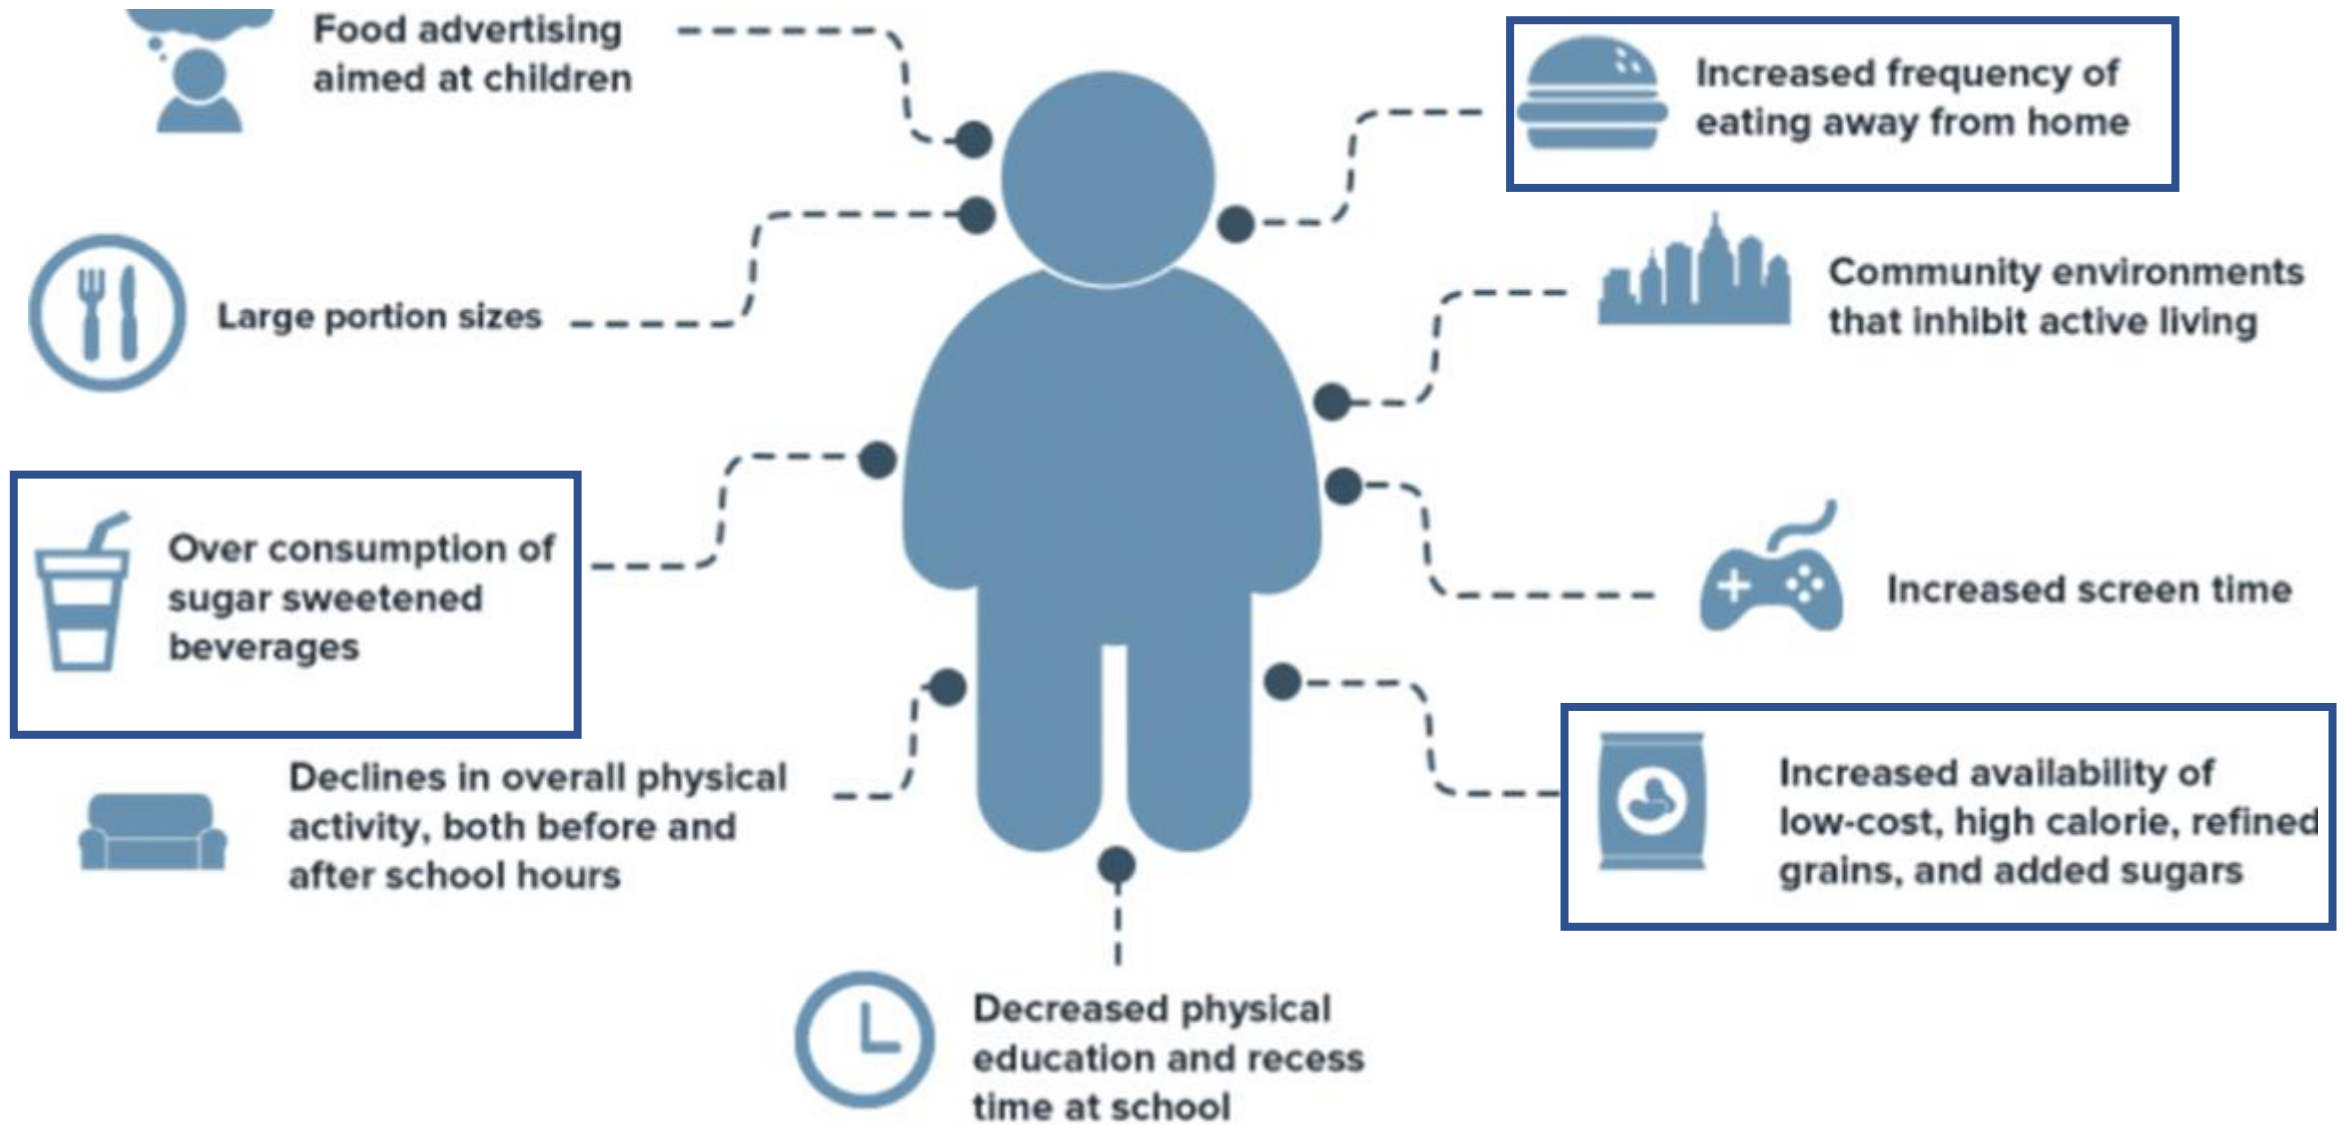 Food advertising
aimed at children
Increased frequency of
eating away from home
Large portion sizes
Community environments
that inhibit active living
Over consumption of
sugar sweetened
beverages
Increased screen time
Declines in overall physical
activity, both before and
after school hours
Increased availability of
low-cost, high calorie, refined
grains, and added sugars
Decreased physical
education and recess
time at school